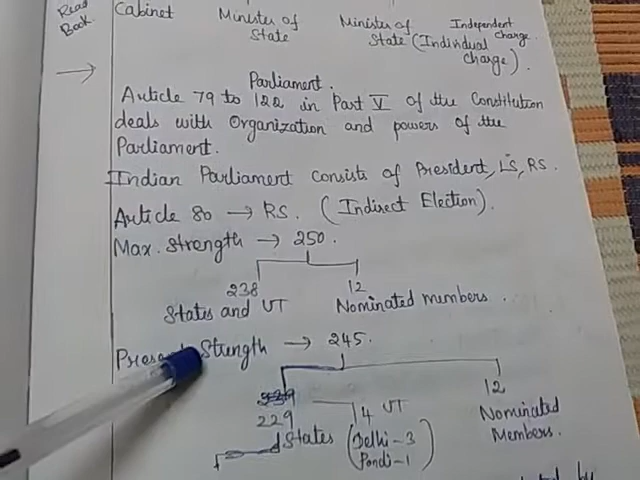 Read
Book.
Cabinet Minister of Minister of Independent
State State (Individual charge.
Charge).
Parliament.
Article 79 to 122 in Part V of the Constitution
deals with Organization and powers of the
Parliament.
Indian Parliament consists of President, LS, RS.
Article 80 → RS. (Indirect Election).
Max. Strength → 250.
238 12
States and UT Nominated members.
Strength → 245.
229 4 UT 12
States (Delhi-3 Nominated
Pondi-1) Members.
by